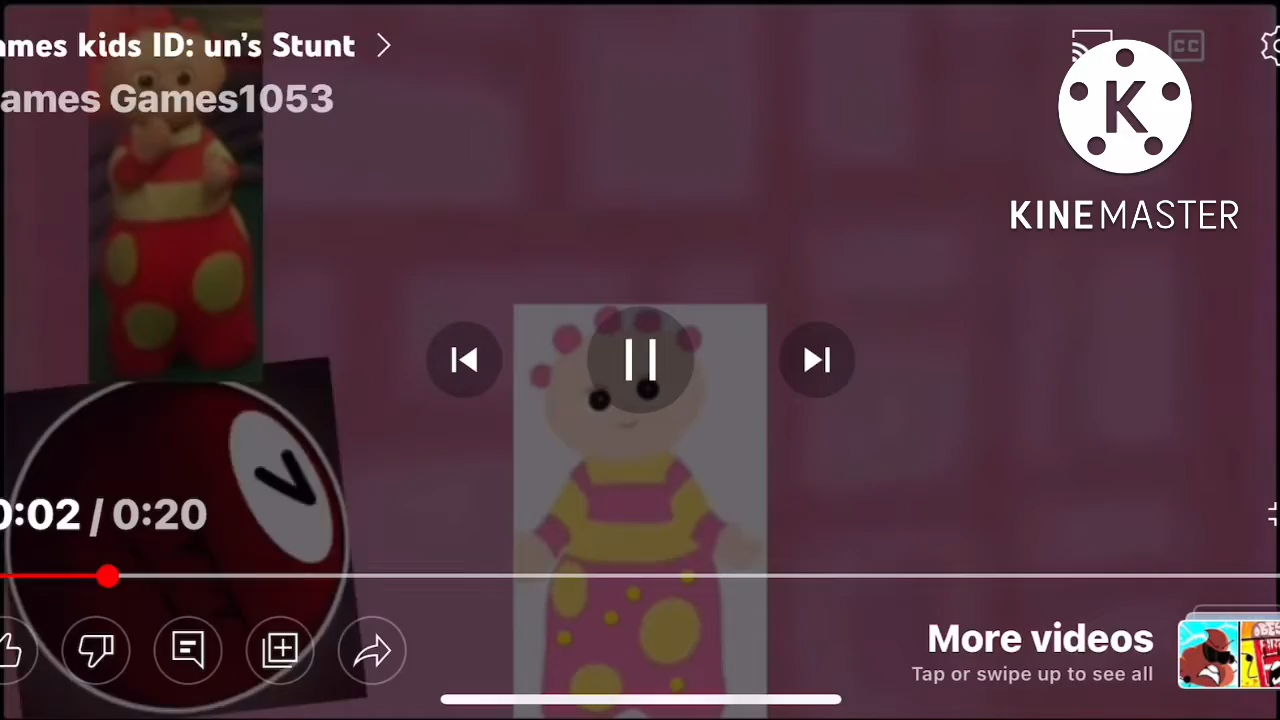 ames kids ID: un's Stunt
ames Games1053
CC
K
KINEMASTER
V
0:02 / 0:20
More videos
Tap or swipe up to see all